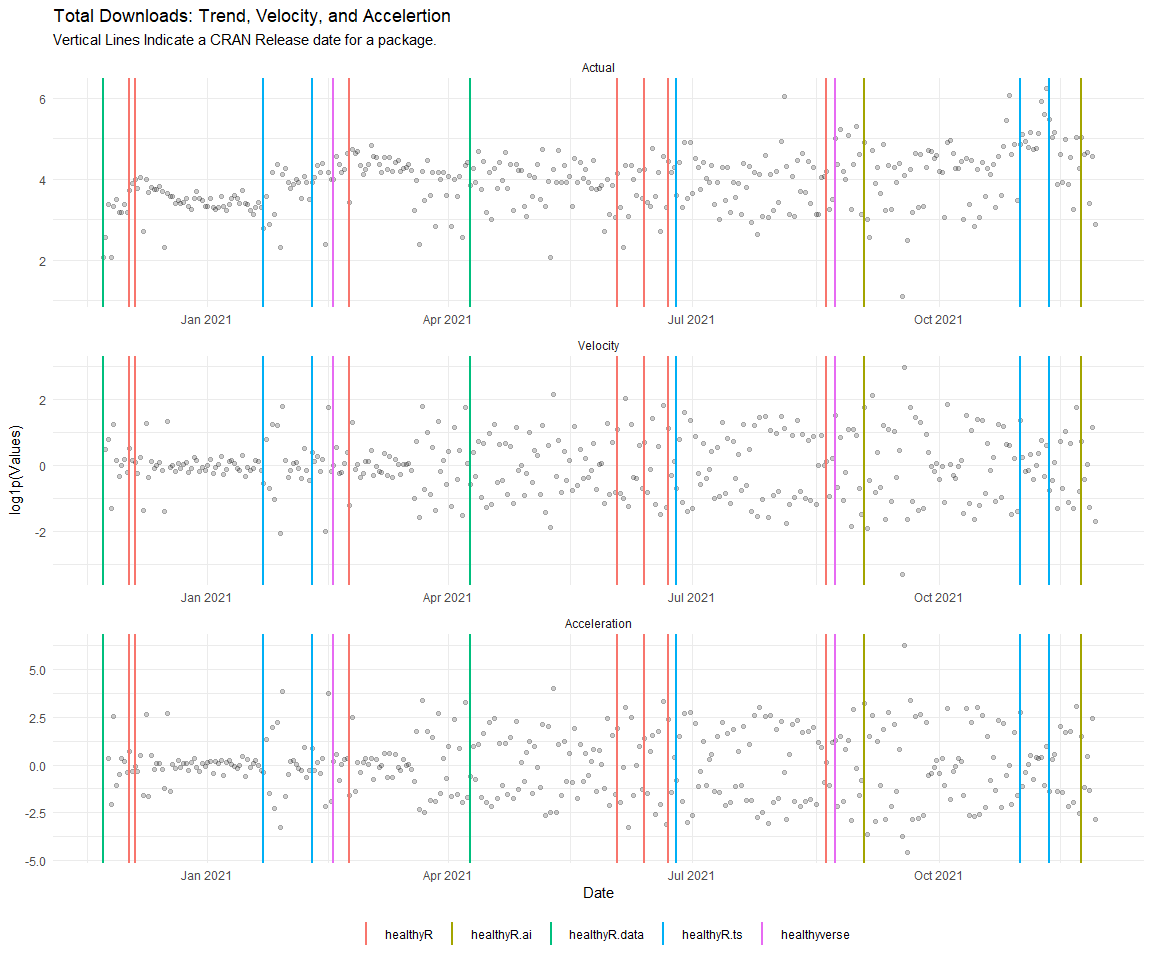 Total Downloads: Trend, Velocity, and Accelertion
Vertical Lines Indicate a CRAN Release date for a package.
Actual
6
4
2
Jan 2021 Apr 2021 Jul 2021 Oct 2021
Velocity
2
0
-2
Jan 2021 Apr 2021 Jul 2021 Oct 2021
log1p(Values)
Acceleration
5.0
2.5
0.0
-2.5
-5.0
Jan 2021 Apr 2021 Jul 2021 Oct 2021
Date
healthyR healthyR.ai healthyR.data healthyR.ts healthyverse